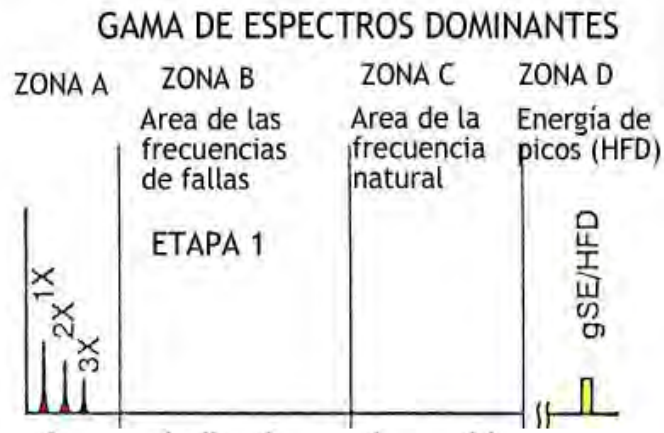 GAMA DE ESPECTROS DOMINANTES
ZONA A
ZONA B
ZONA C
ZONA D
Area de las
frecuencias
de fallas
Area de la
frecuencia
natural
Energía de
picos (HFD)
ETAPA 1
1X
2X
3X
gSE/HFD